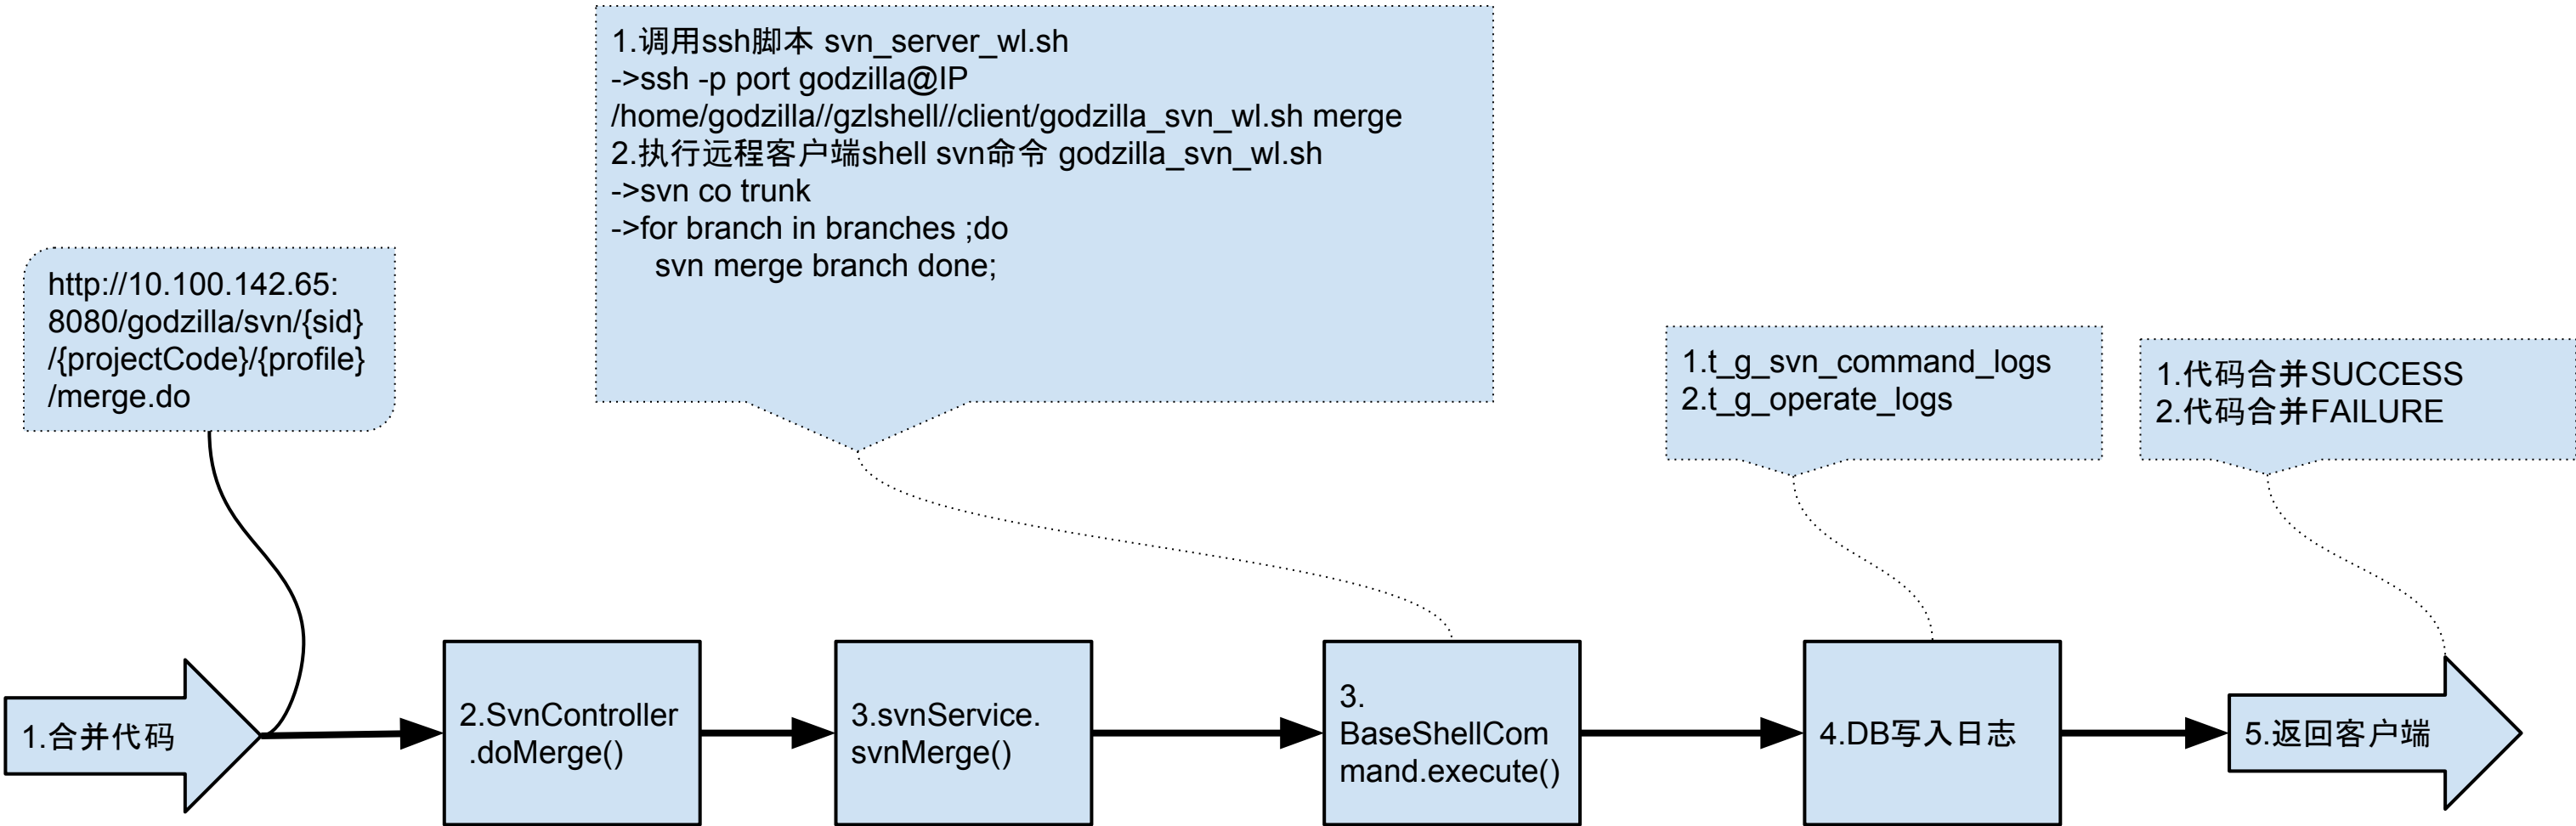 1.调用ssh脚本 svn_server_wl.sh
->ssh -p port godzilla@IP
/home/godzilla//gzlshell//client/godzilla_svn_wl.sh merge
2.执行远程客户端shell svn命令 godzilla_svn_wl.sh
->svn co trunk
->for branch in branches ;do
svn merge branch done;
http://10.100.142.65:
8080/godzilla/svn/{sid}
/{projectCode}/{profile}
/merge.do
1.t_g_svn_command_logs
2.t_g_operate_logs
1.代码合并SUCCESS
2.代码合并FAILURE
1.合并代码
2.SvnController
.doMerge()
3.svnService.
svnMerge()
3.
BaseShellCom
mand.execute()
4.DB写入日志
5.返回客户端